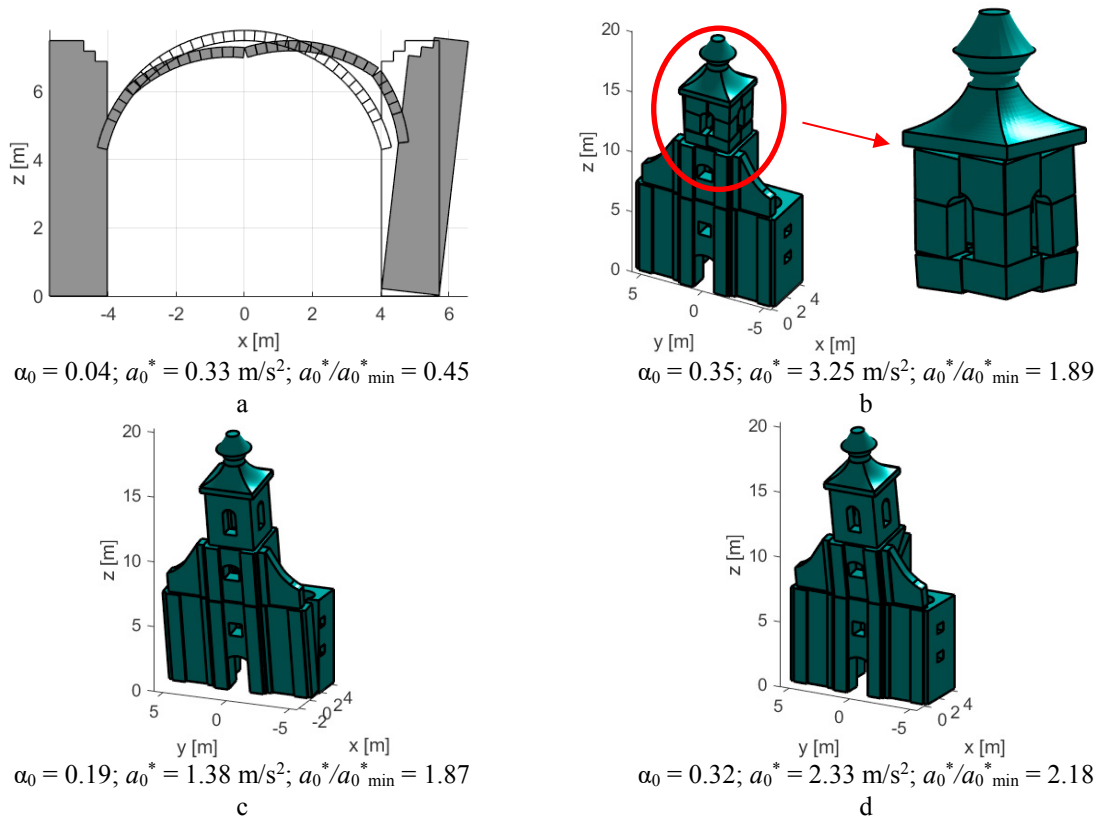 z [m]
6
4
2
0
-4 -2 0 2 4 6
x [m]
α₀ = 0.04; a₀* = 0.33 m/s²; a₀*/a₀*min = 0.45
a
z [m]
20
15
10
5
0
5 0 -5 0 2 4
y [m] x [m]
α₀ = 0.35; a₀* = 3.25 m/s²; a₀*/a₀*min = 1.89
b
z [m]
20
15
10
5
0
5 0 -5 -2 0 2 4
y [m] x [m]
α₀ = 0.19; a₀* = 1.38 m/s²; a₀*/a₀*min = 1.87
c
z [m]
20
15
10
5
0
5 0 -5 0 2 4
y [m] x [m]
α₀ = 0.32; a₀* = 2.33 m/s²; a₀*/a₀*min = 2.18
d